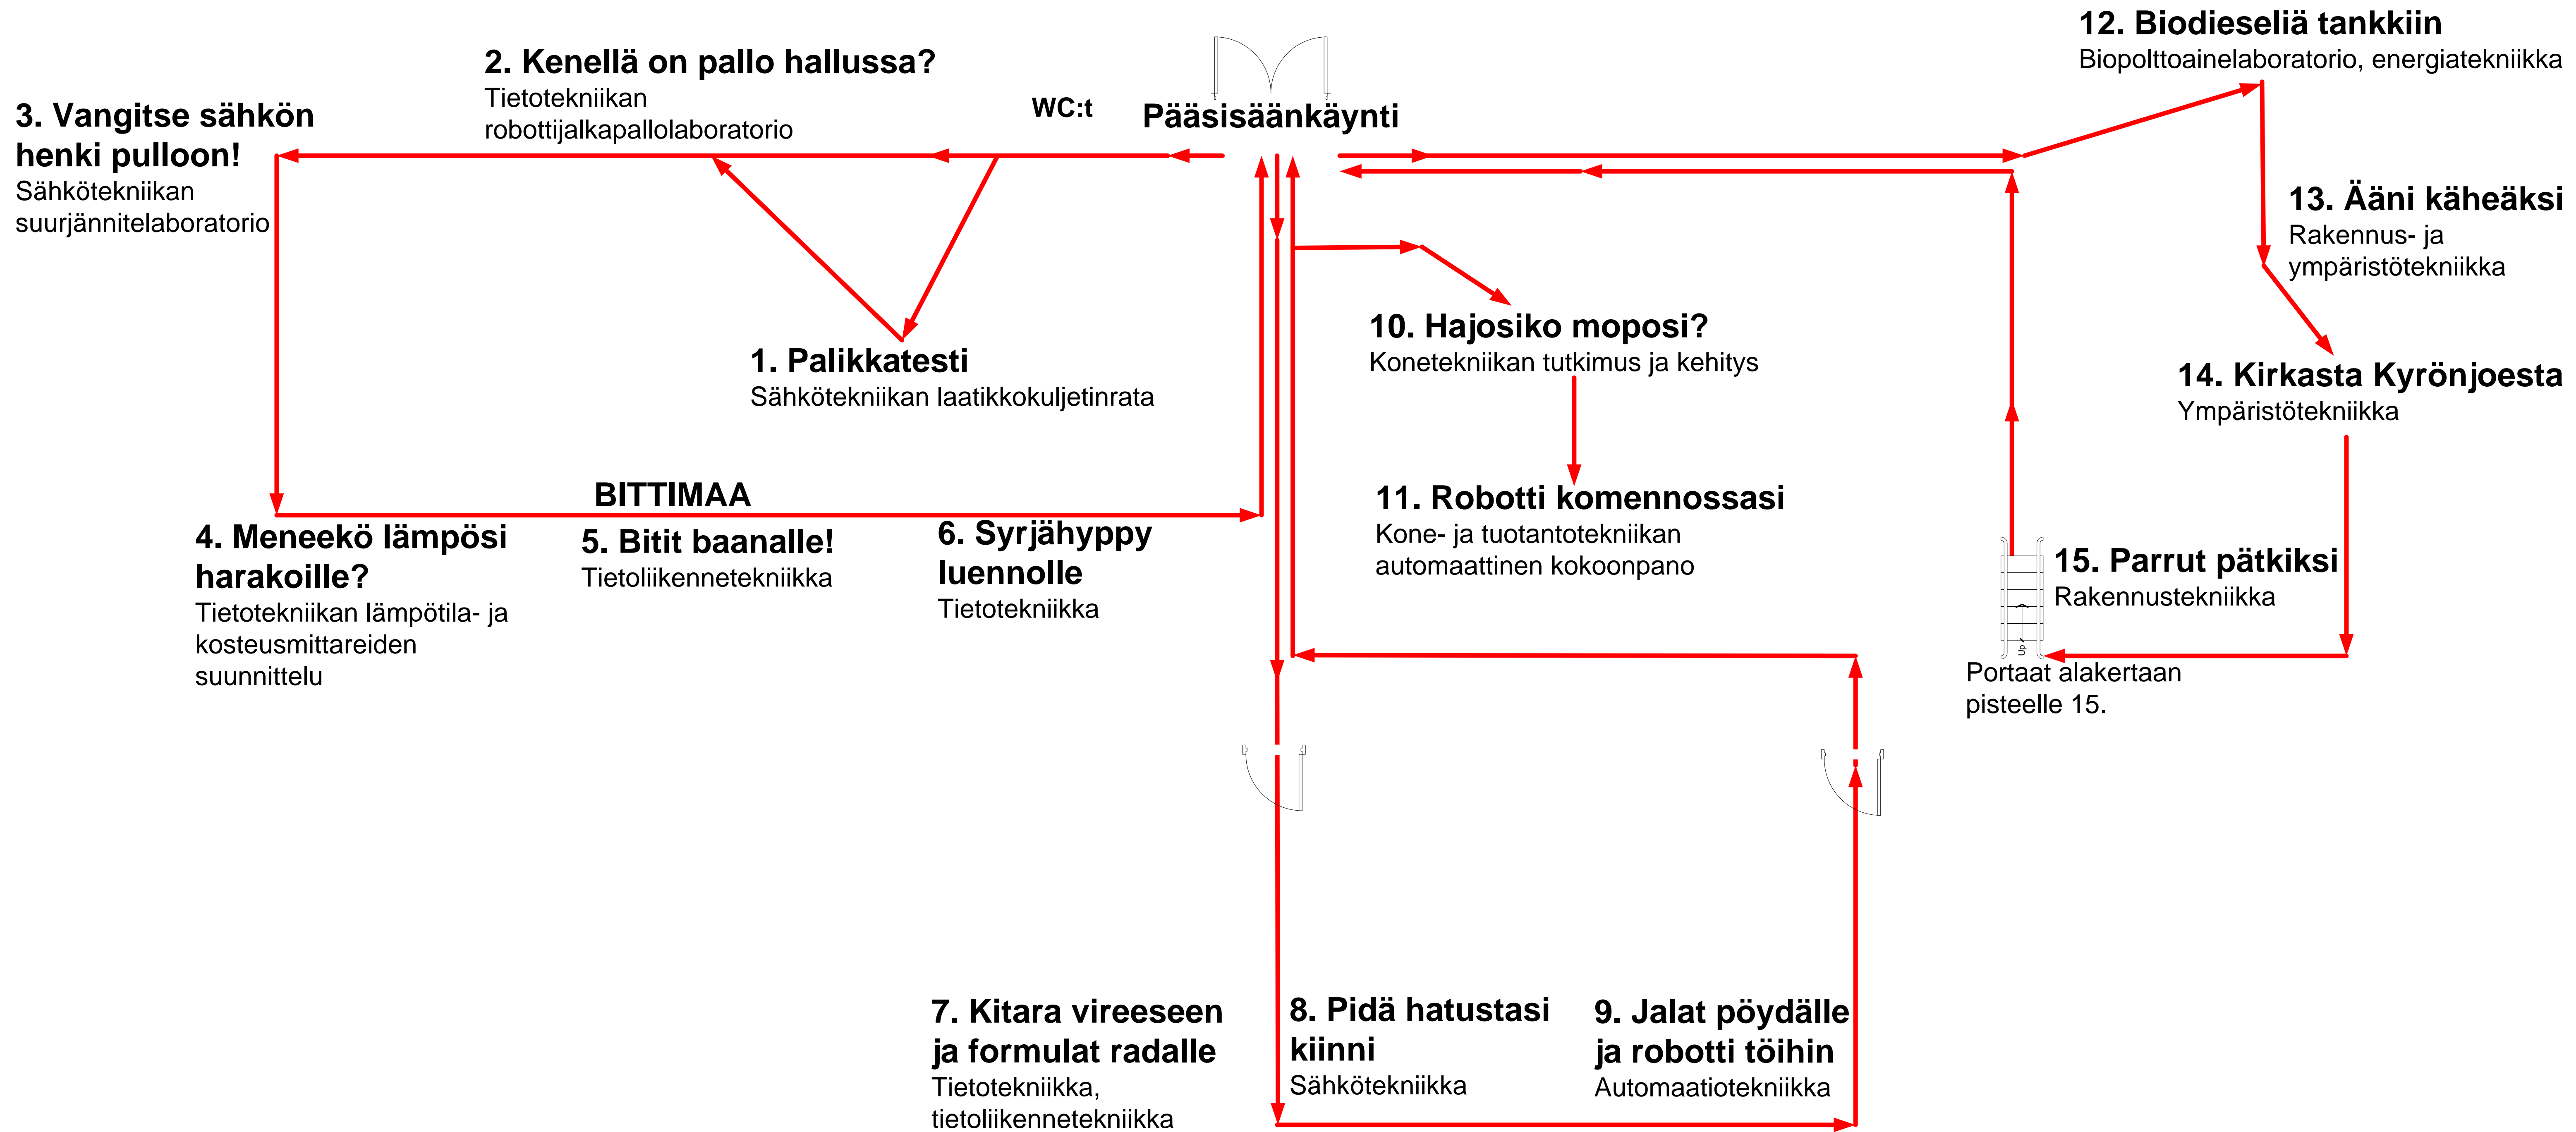 12. Biodieseliä tankkiin
Biopolttoainelaboratorio, energiatekniikka
2. Kenellä on pallo hallussa?
Tietotekniikan
robottijalkapallolaboratorio
WC:t
Pääsisäänkäynti
3. Vangitse sähkön
henki pulloon!
Sähkötekniikan
suurjännitelaboratorio
13. Ääni käheäksi
Rakennus- ja
ympäristötekniikka
1. Palikkatesti
Sähkötekniikan laatikkokuljetinrata
10. Hajosiko moposi?
Konetekniikan tutkimus ja kehitys
14. Kirkasta Kyrönjoesta
Ympäristötekniikka
BITTIMAA
4. Meneekö lämpösi
harakoille?
Tietotekniikan lämpötila- ja
kosteusmittareiden
suunnittelu
5. Bitit baanalle!
Tietoliikennetekniikka
6. Syrjähyppy
luennolle
Tietotekniikka
11. Robotti komennossasi
Kone- ja tuotantotekniikan
automaattinen kokoonpano
15. Parrut pätkiksi
Rakennustekniikka
Up
Portaat alakertaan
pisteelle 15.
7. Kitara vireeseen
ja formulat radalle
Tietotekniikka,
tietoliikennetekniikka
8. Pidä hatustasi
kiinni
Sähkötekniikka
9. Jalat pöydälle
ja robotti töihin
Automaatiotekniikka